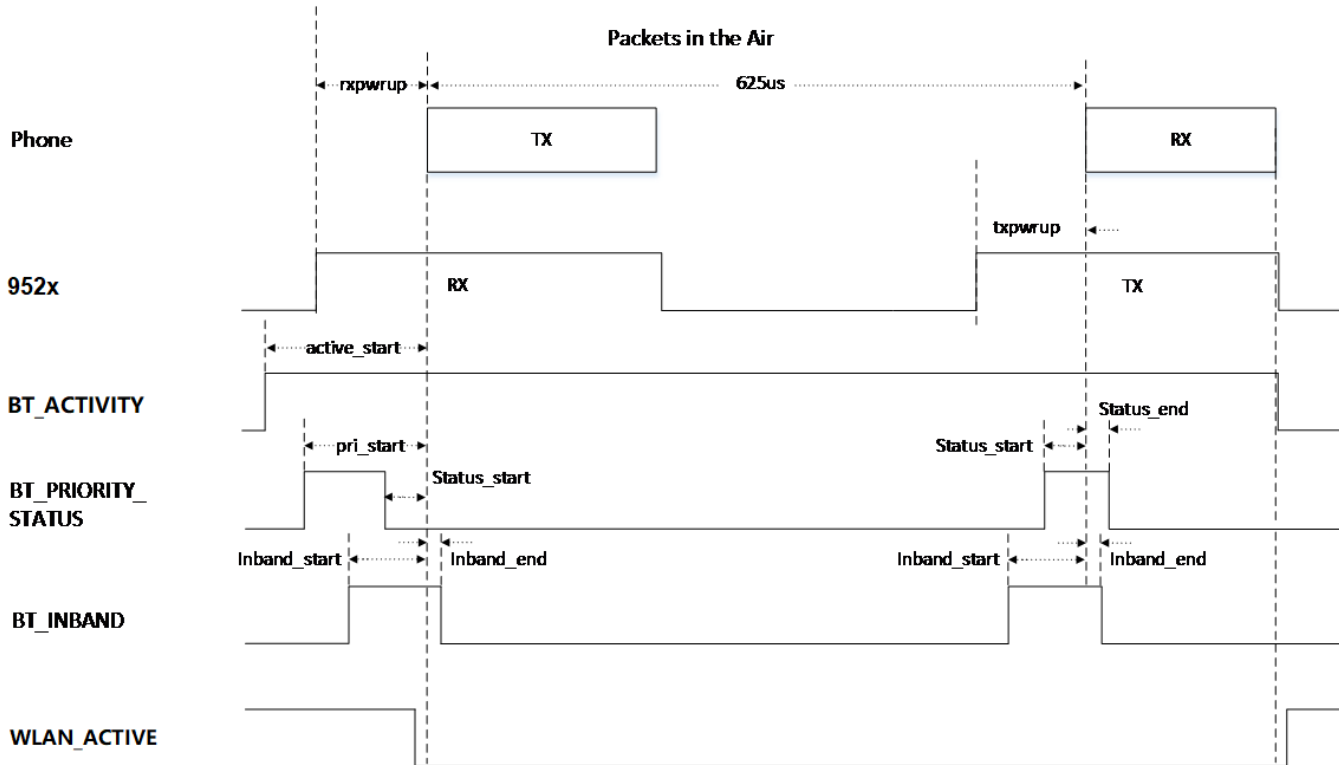 Packets in the Air
rxpwrup
625us
Phone
TX
RX
txpwrup
952x
RX
TX
active_start
BT_ACTIVITY
Status_end
pri_start
Status_start
Status_start
BT_PRIORITY_
STATUS
Inband_start
Inband_end
Inband_start
Inband_end
BT_INBAND
WLAN_ACTIVE